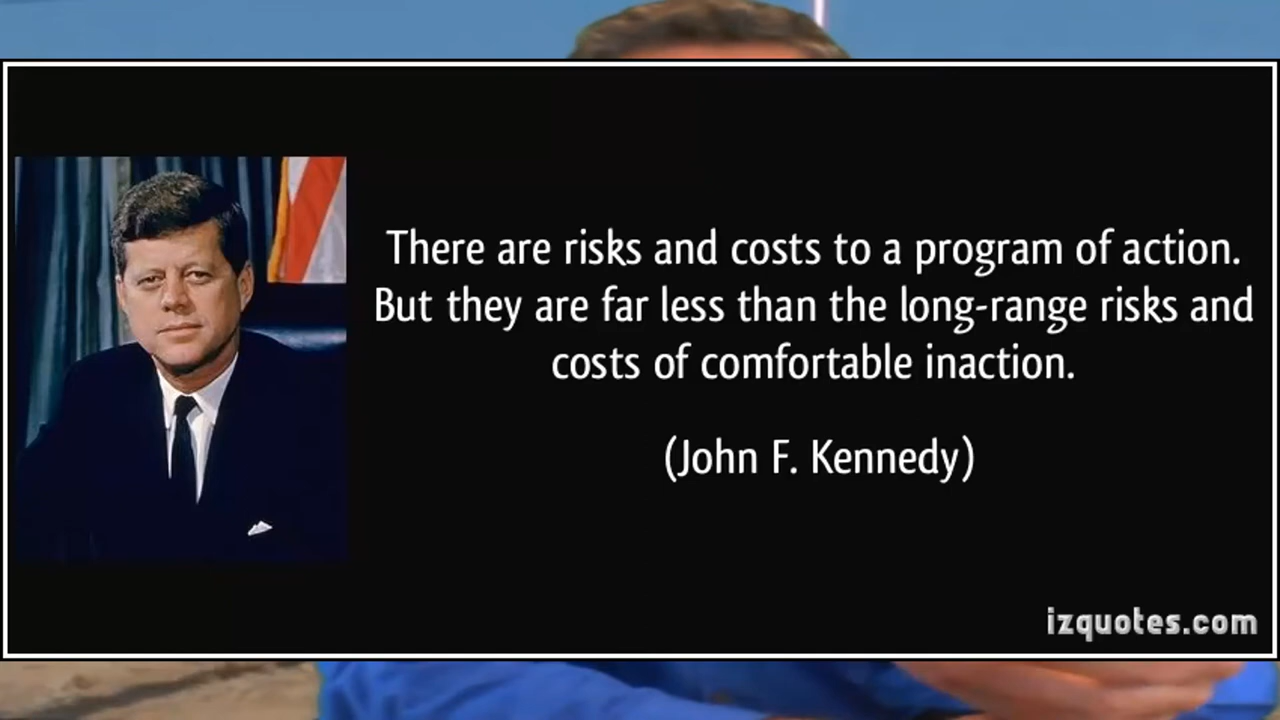 There are risks and costs to a program of action.
But they are far less than the long-range risks and
costs of comfortable inaction.
(John F. Kennedy)
izquotes.com